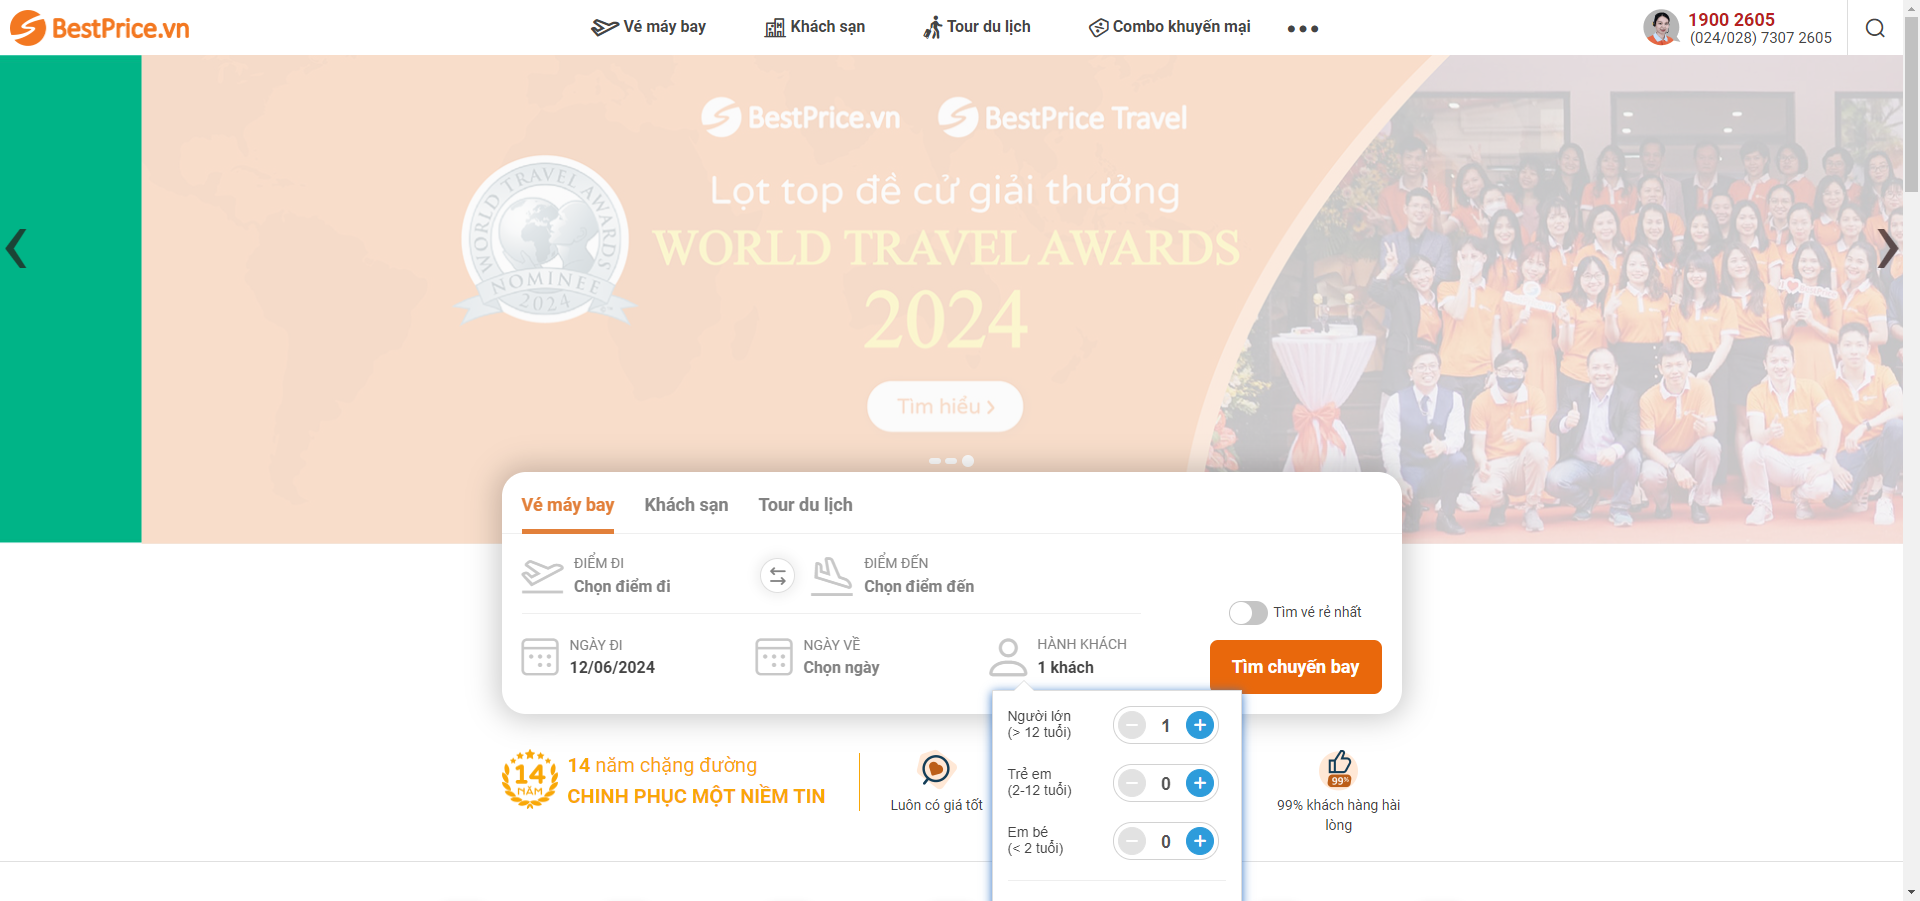 BestPrice.vn
Vé máy bay
Khách sạn
Tour du lịch
Combo khuyến mại
1900 2605
(024/028) 7307 2605
BestPrice.vn
BestPrice Travel
Lọt top đề cử giải thưởng
WORLD TRAVEL AWARDS
2024
WORLD TRAVEL AWARDS
NOMINEE
2024
Tìm hiểu
Vé máy bay
Khách sạn
Tour du lịch
ĐIỂM ĐI
Chọn điểm đi
ĐIỂM ĐẾN
Chọn điểm đến
Tìm vé rẻ nhất
NGÀY ĐI
12/06/2024
NGÀY VỀ
Chọn ngày
HÀNH KHÁCH
1 khách
Tìm chuyến bay
Người lớn
(> 12 tuổi)
1
Trẻ em
(2-12 tuổi)
0
Em bé
(< 2 tuổi)
0
14
NĂM
14 năm chặng đường
CHINH PHỤC MỘT NIỀM TIN
Luôn có giá tốt
99%
99% khách hàng hài
lòng